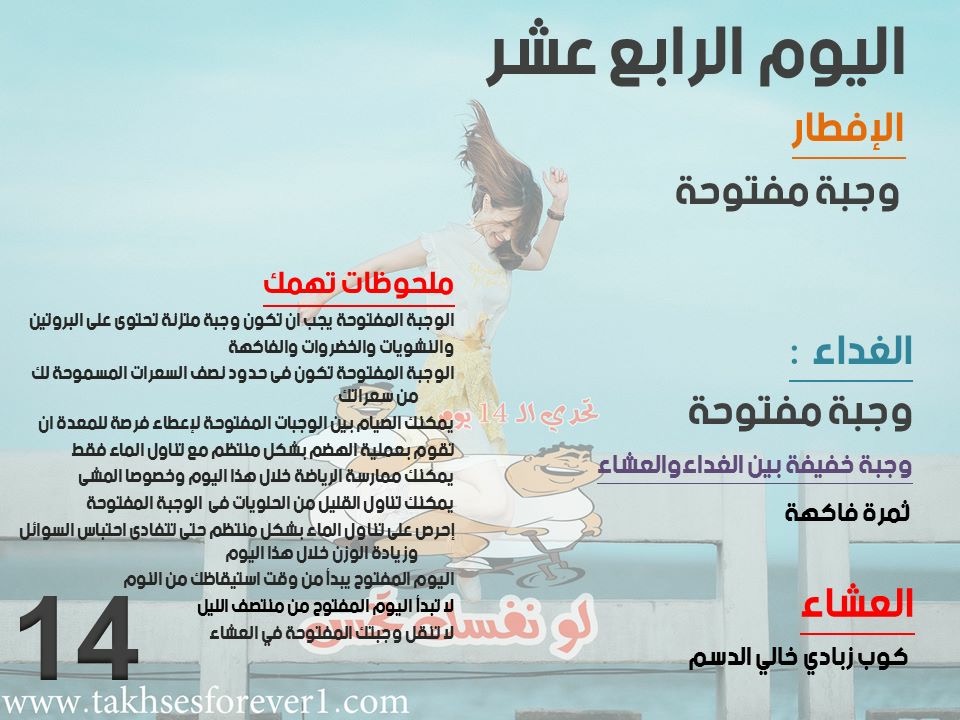 اليوم الرابع عشر
الإفطار
وجبة مفتوحة
الغداء :
وجبة مفتوحة
وجبة خفيفة بين الغداءوالعشاء
ثمرة فاكهة
العشاء
كوب زبادي خالي الدسم
ملحوظات تهمك
الوجبة المفتوحة يجب ان تكون وجبة منزلة تحتوى على البروتين
والنشويات والخضروات والفاكهة
الوجبة المفتوحة تكون فى حدود نصف السعرات المسموحة لك
من سعراتك
يمكنك الصيام بين الوجبات المفتوحة لإعطاء فرصة للمعدة ان
تقوم بعملية الهضم بشكل منتظم مع تناول الماء فقط
يمكنك ممارسة الرياضة خلال هذا اليوم وخصوصا المشى
يمكنك تناول القليل من الحلويات فى الوجبة المفتوحة
إحرص على تناول الماء بشكل منتظم حتى تتفادى احتباس السوائل
وزيادة الوزن خلال هذا اليوم
اليوم المفتوح يبدأ من وقت استيقاظك من النوم
لا تبدأ اليوم المفتوح من منتصف الليل
لا تنقل وجبتك المفتوحة في العشاء
تحدي الـ 14 يوم
لو نفسك تخس
14
www.takhsesforever1.com